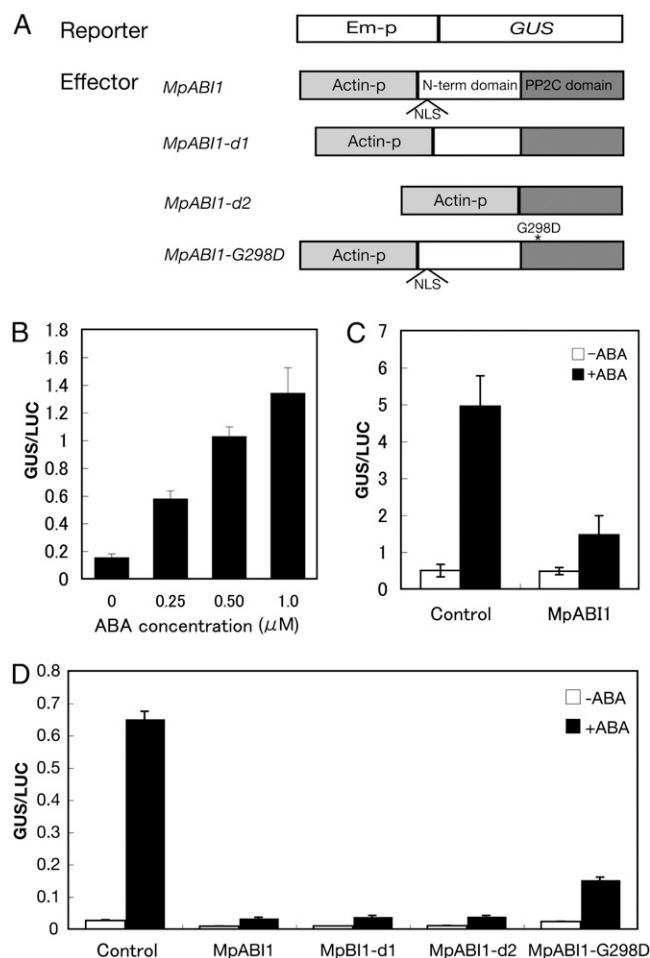 A
Reporter
Em-p GUS
Effector
MpABI1 Actin-p N-term domain PP2C domain
NLS
MpABI1-d1 Actin-p
MpABI1-d2 Actin-p
G298D
*
MpABI1-G298D Actin-p
NLS
B
1.8
1.6
1.4
1.2
1
0.8
0.6
0.4
0.2
0
GUS/LUC
0 0.25 0.50 1.0
ABA concentration (μM)
C
7
6
5
4
3
2
1
0
GUS/LUC
-ABA
+ABA
Control MpABI1
D
0.8
0.7
0.6
0.5
0.4
0.3
0.2
0.1
0
GUS/LUC
-ABA
+ABA
Control MpABI1 MpBI1-d1 MpABI1-d2 MpABI1-G298D